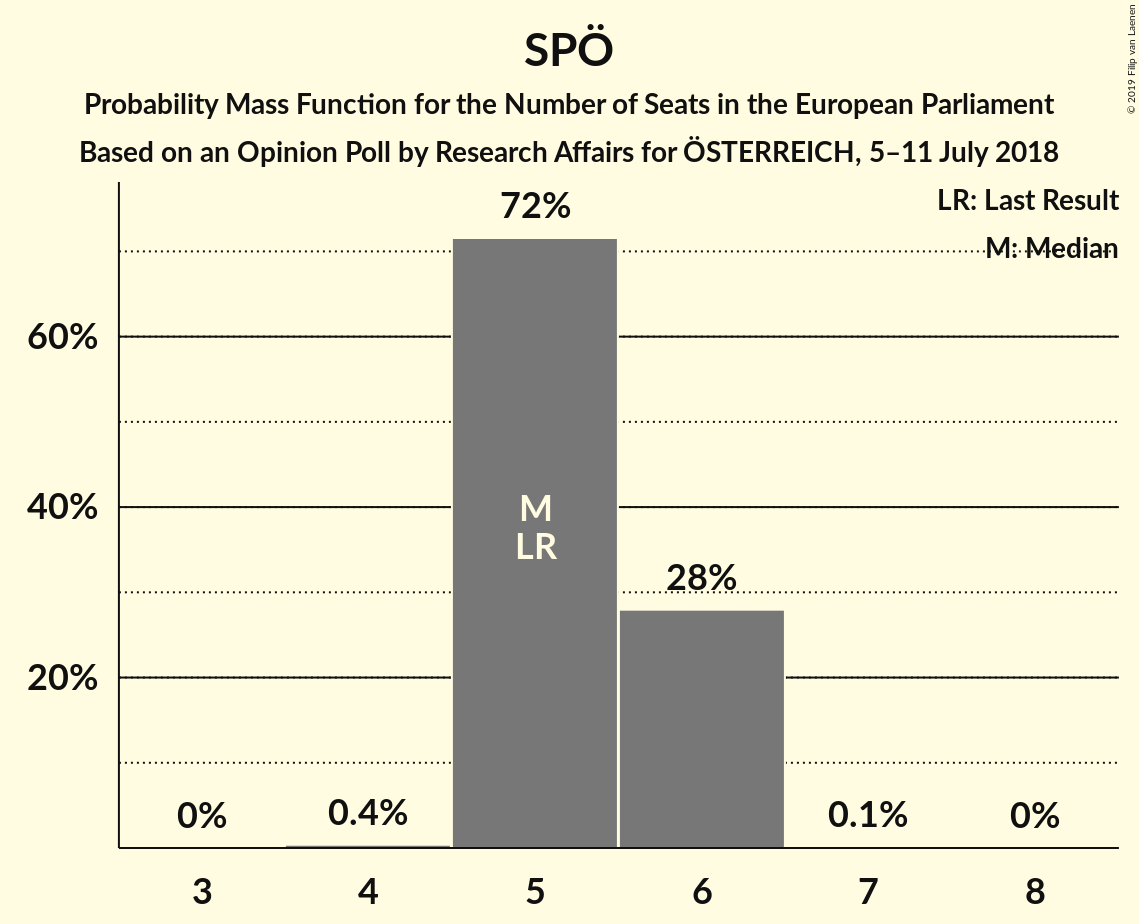 SPÖ
Probability Mass Function for the Number of Seats in the European Parliament
Based on an Opinion Poll by Research Affairs for ÖSTERREICH, 5–11 July 2018
© 2019 Filip van Laenen
LR: Last Result
M: Median
72%
60%
40%
20%
M
LR
28%
0%
0.4%
0.1%
0%
3
4
5
6
7
8